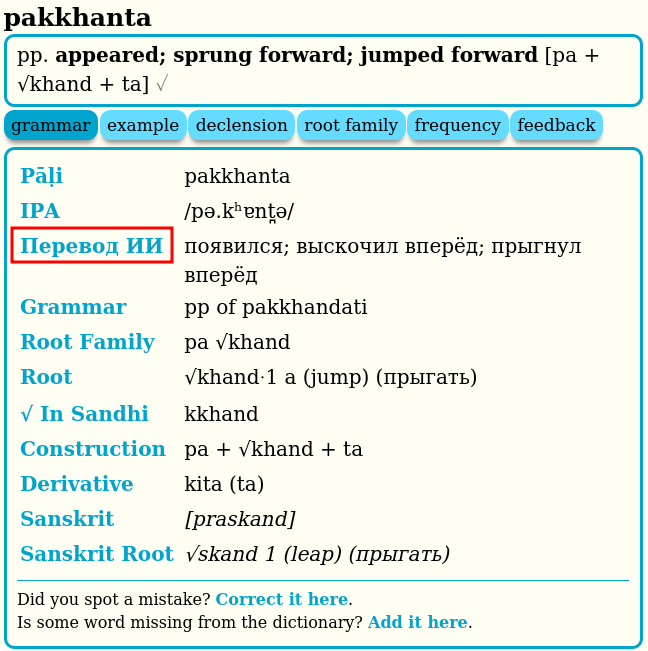 pakkhanta
pp. appeared; sprung forward; jumped forward [pa +
√khand + ta] √
grammar example declension root family frequency feedback
Pāḷi pakkhanta
IPA /pə.kʰɐnt̪ə/
Перевод ИИ появился; выскочил вперёд; прыгнул
вперёд
Grammar pp of pakkhandati
Root Family pa √khand
Root √khand·1 a (jump) (прыгать)
√ In Sandhi kkhand
Construction pa + √khand + ta
Derivative kita (ta)
Sanskrit [praskand]
Sanskrit Root √skand 1 (leap) (прыгать)
Did you spot a mistake? Correct it here.
Is some word missing from the dictionary? Add it here.